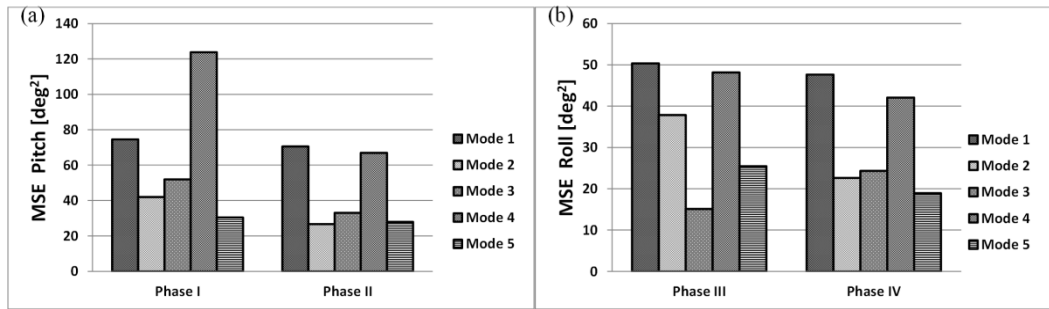 (a)
MSE Pitch [deg²]
140
120
100
80
60
40
20
0
Phase I
Phase II
Mode 1
Mode 2
Mode 3
Mode 4
Mode 5
(b)
MSE Roll [deg²]
60
50
40
30
20
10
0
Phase III
Phase IV
Mode 1
Mode 2
Mode 3
Mode 4
Mode 5